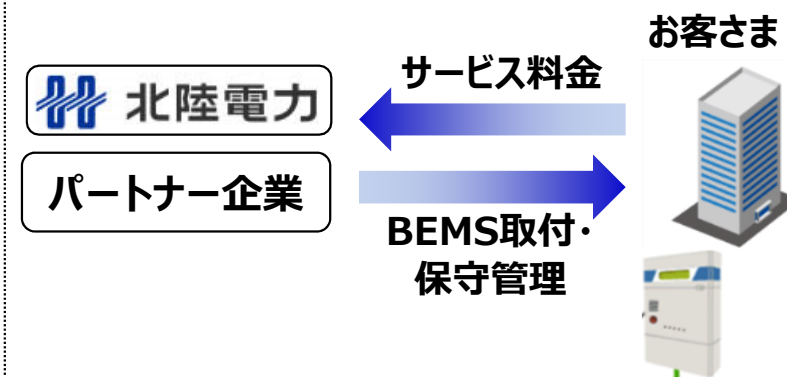 お客さま
サービス料金
北陸電力
パートナー企業
BEMS取付・
保守管理